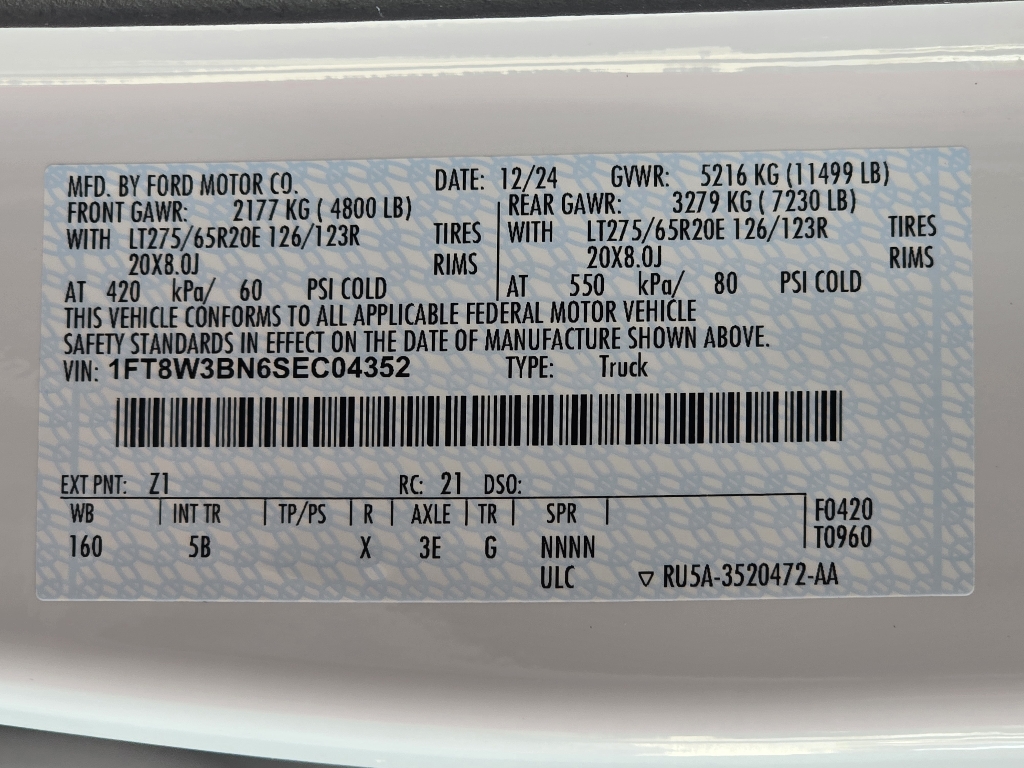 MFD. BY FORD MOTOR CO. DATE: 12/24 GVWR: 5216 KG (11499 LB)
FRONT GAWR: 2177 KG ( 4800 LB) REAR GAWR: 3279 KG ( 7230 LB)
WITH LT275/65R20E 126/123R TIRES WITH LT275/65R20E 126/123R TIRES
20X8.0J RIMS 20X8.0J RIMS
AT 420 kPa/ 60 PSI COLD AT 550 kPa/ 80 PSI COLD
THIS VEHICLE CONFORMS TO ALL APPLICABLE FEDERAL MOTOR VEHICLE
SAFETY STANDARDS IN EFFECT ON THE DATE OF MANUFACTURE SHOWN ABOVE.
VIN: 1FT8W3BN6SEC04352 TYPE: Truck
EXT PNT: Z1 RC: 21 DSO:
WB INT TR TP/PS R AXLE TR SPR F0420
160 5B X 3E G NNNN T0960
ULC ▽ RU5A-3520472-AA